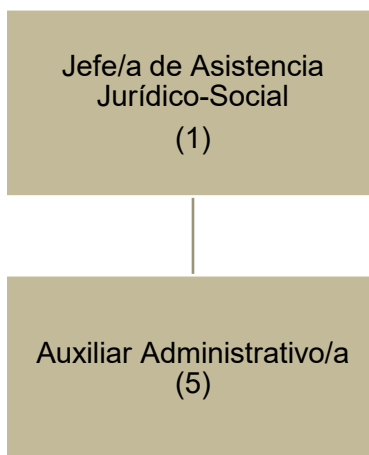 Jefe/a de Asistencia
Jurídico-Social
(1)
Auxiliar Administrativo/a
(5)